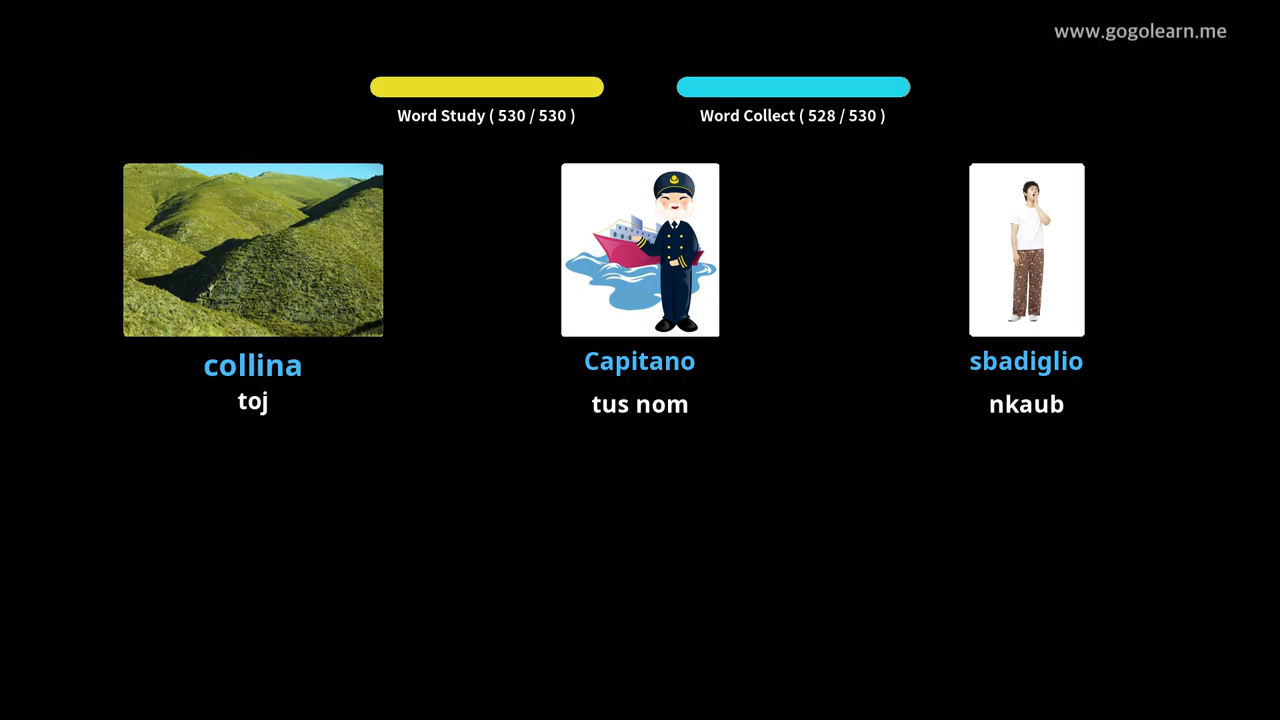 www.gogolearn.me
Word Study ( 530 / 530 )
Word Collect ( 528 / 530 )
collina
toj
Capitano
tus nom
sbadiglio
nkaub